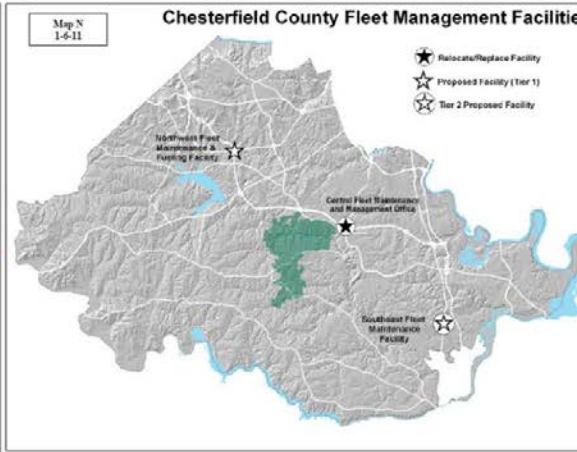 Map N
1-6-11
Chesterfield County Fleet Management Facilitie
Relocate/Replace Facility
Proposed Facility (Tier 1)
Tier 2 Proposed Facility
Northwest Fleet
Maintenance &
Fueling Facility
Central Fleet Maintenance
and Management Office
Southeast Fleet
Maintenance
Facility